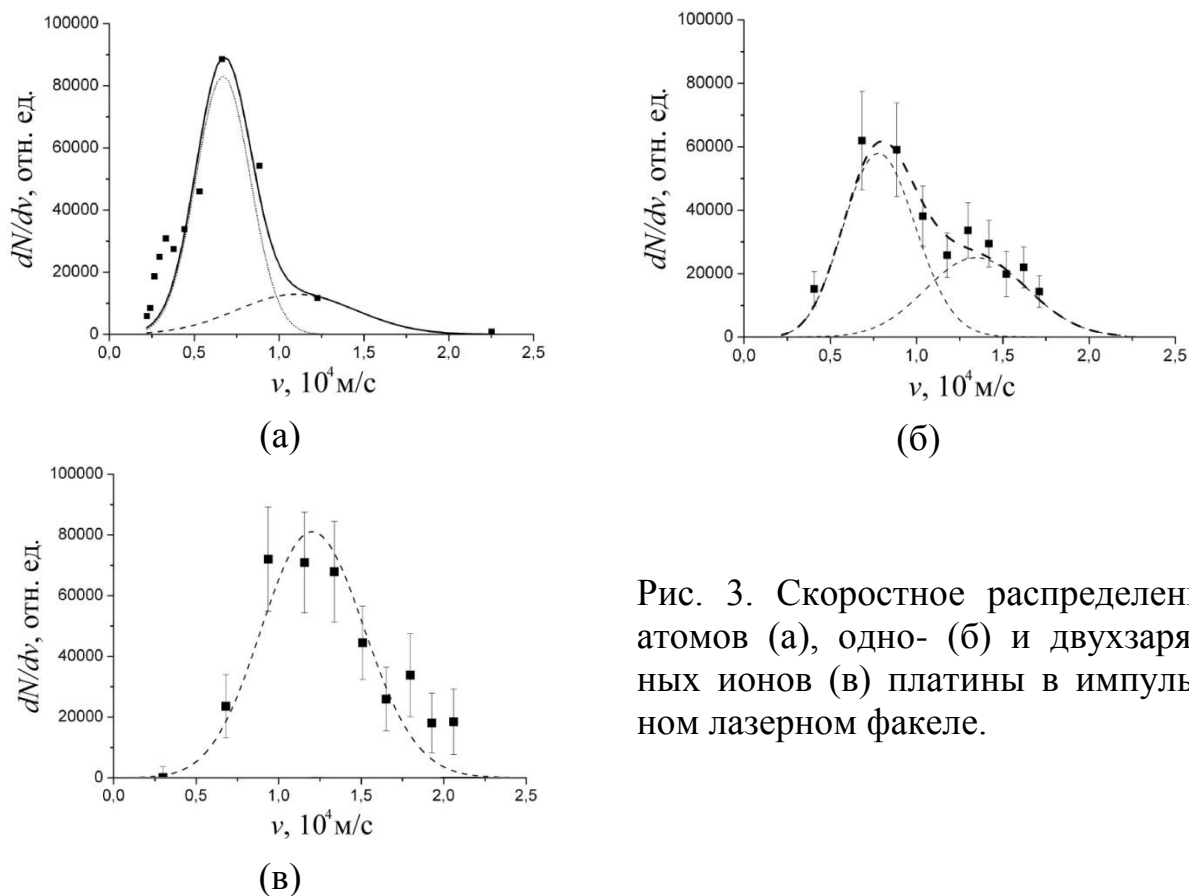 100000
80000
60000
40000
20000
0
dN/dv, отн. ед.
0,0 0,5 1,0 1,5 2,0 2,5
v, 10⁴ м/с
(а)
100000
80000
60000
40000
20000
0
dN/dv, отн. ед.
0,0 0,5 1,0 1,5 2,0 2,5
v, 10⁴ м/с
(б)
100000
80000
60000
40000
20000
0
dN/dv, отн. ед.
0,0 0,5 1,0 1,5 2,0 2,5
v, 10⁴ м/с
(в)
Рис. 3. Скоростное распределен
атомов (а), одно- (б) и двухзаря
ных ионов (в) платины в импуль
ном лазерном факеле.